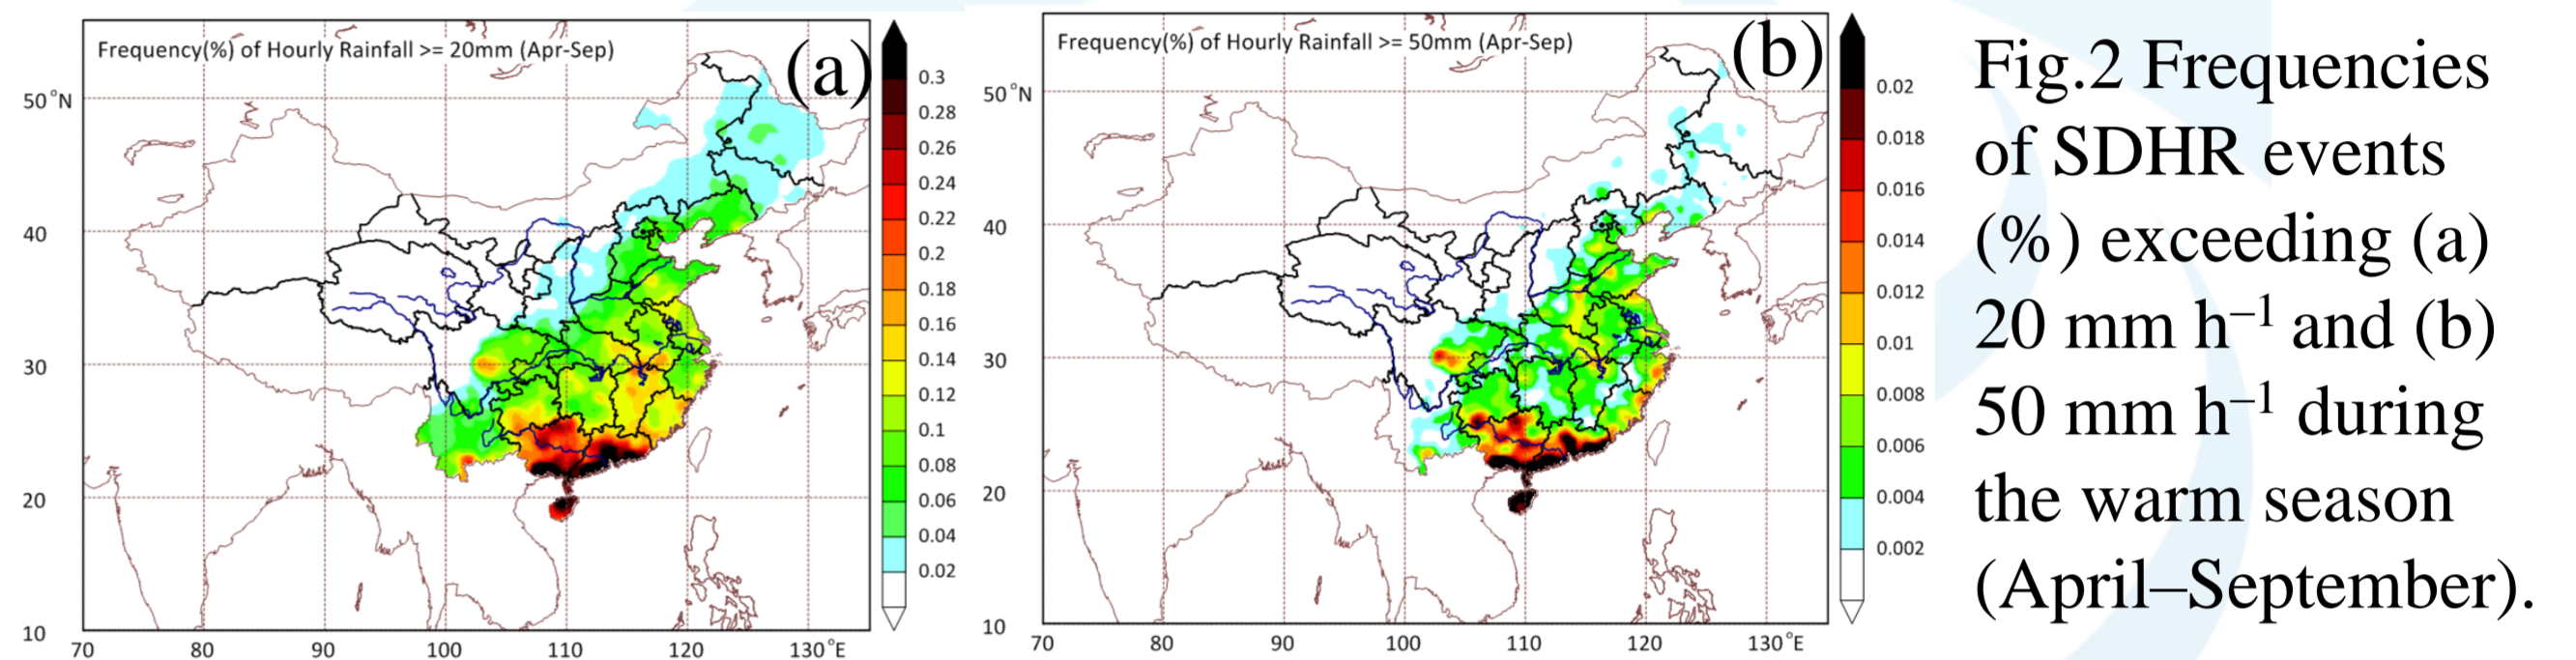 Frequency(%) of Hourly Rainfall >= 20mm (Apr-Sep)
(a)
50°N
40
30
20
10
70 80 90 100 110 120 130°E
0.3
0.28
0.26
0.24
0.22
0.2
0.18
0.16
0.14
0.12
0.1
0.08
0.06
0.04
0.02
Frequency(%) of Hourly Rainfall >= 50mm (Apr-Sep)
(b)
50°N
40
30
20
10
70 80 90 100 110 120 130°E
0.02
0.018
0.016
0.014
0.012
0.01
0.008
0.006
0.004
0.002
Fig.2 Frequencies
of SDHR events
(%) exceeding (a)
20 mm h⁻¹ and (b)
50 mm h⁻¹ during
the warm season
(April–September).